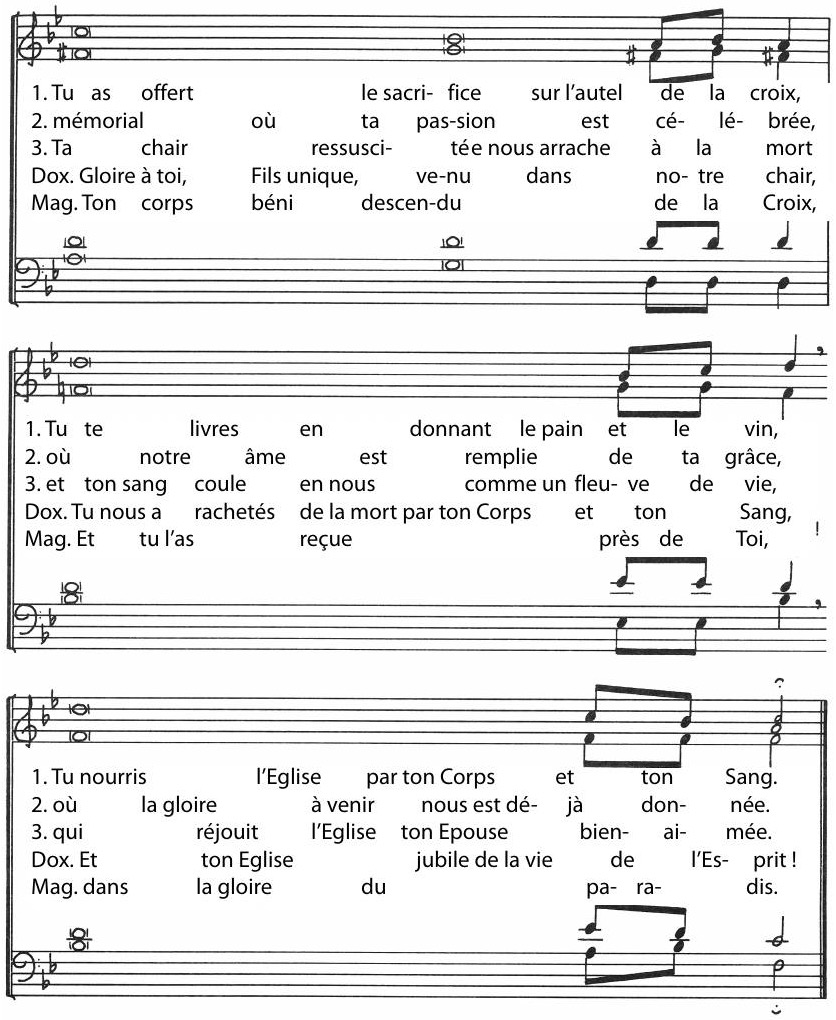 1. Tu as offert le sacri- fice sur l'autel de la croix,
2. mémorial où ta pas-sion est cé- lé- brée,
3. Ta chair ressusci- tée nous arrache à la mort
Dox. Gloire à toi, Fils unique, ve-nu dans no- tre chair,
Mag. Ton corps béni descen-du de la Croix,
1. Tu te livres en donnant le pain et le vin,
2. où notre âme est remplie de ta grâce,
3. et ton sang coule en nous comme un fleu- ve de vie,
Dox. Tu nous a rachetés de la mort par ton Corps et ton Sang,
Mag. Et tu l'as reçue près de Toi, !
1. Tu nourris l'Eglise par ton Corps et ton Sang.
2. où la gloire à venir nous est dé- jà don- née.
3. qui réjouit l'Eglise ton Epouse bien- ai- mée.
Dox. Et ton Eglise jubile de la vie de l'Es- prit !
Mag. dans la gloire du pa- ra- dis.